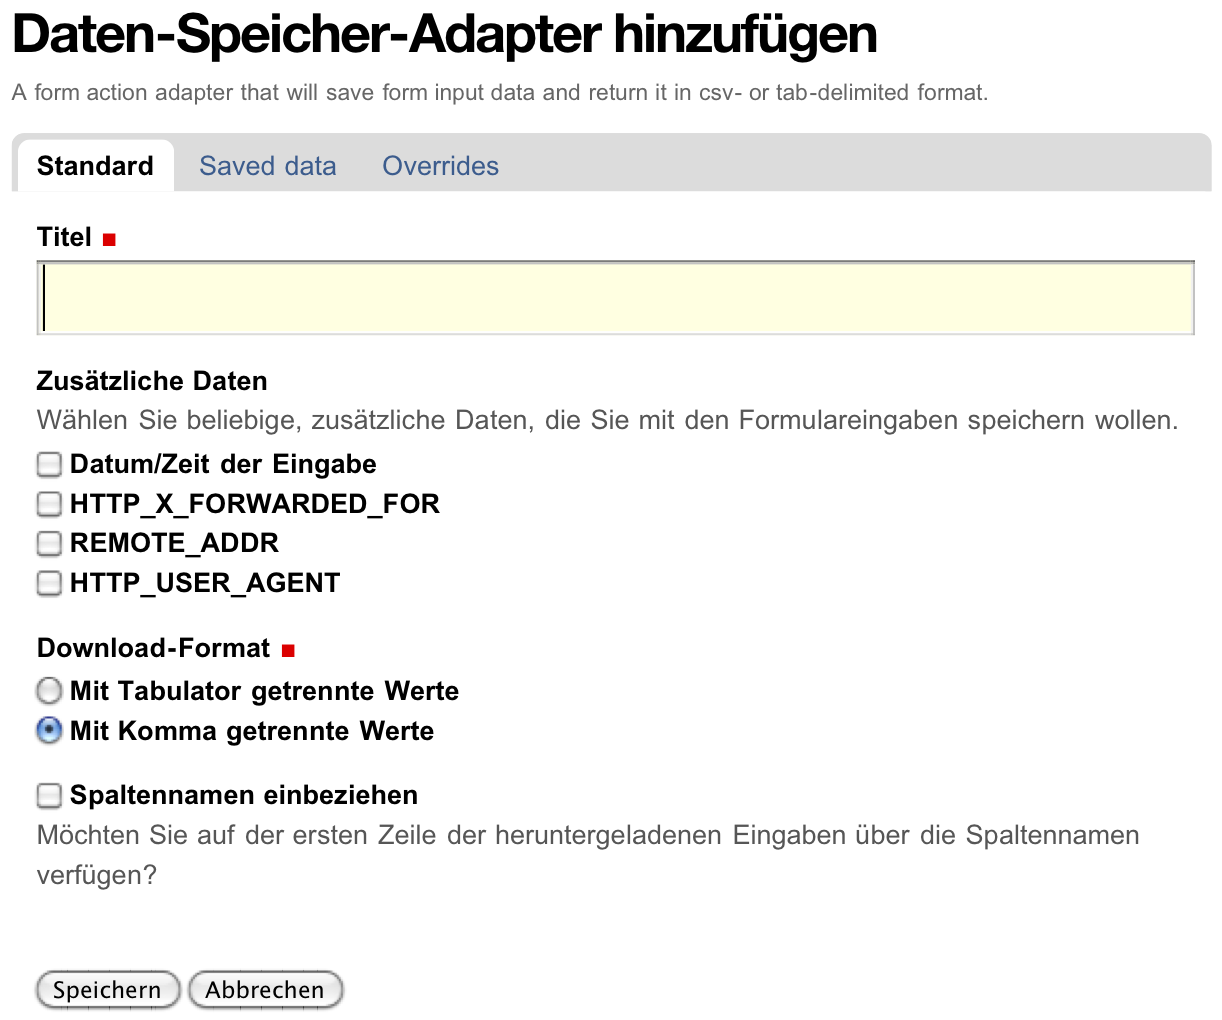 Daten-Speicher-Adapter hinzufügen
A form action adapter that will save form input data and return it in csv- or tab-delimited format.
Standard Saved data Overrides
Titel
Zusätzliche Daten
Wählen Sie beliebige, zusätzliche Daten, die Sie mit den Formulareingaben speichern wollen.
Datum/Zeit der Eingabe
HTTP_X_FORWARDED_FOR
REMOTE_ADDR
HTTP_USER_AGENT
Download-Format
Mit Tabulator getrennte Werte
Mit Komma getrennte Werte
Spaltennamen einbeziehen
Möchten Sie auf der ersten Zeile der heruntergeladenen Eingaben über die Spaltennamen
verfügen?
Speichern Abbrechen